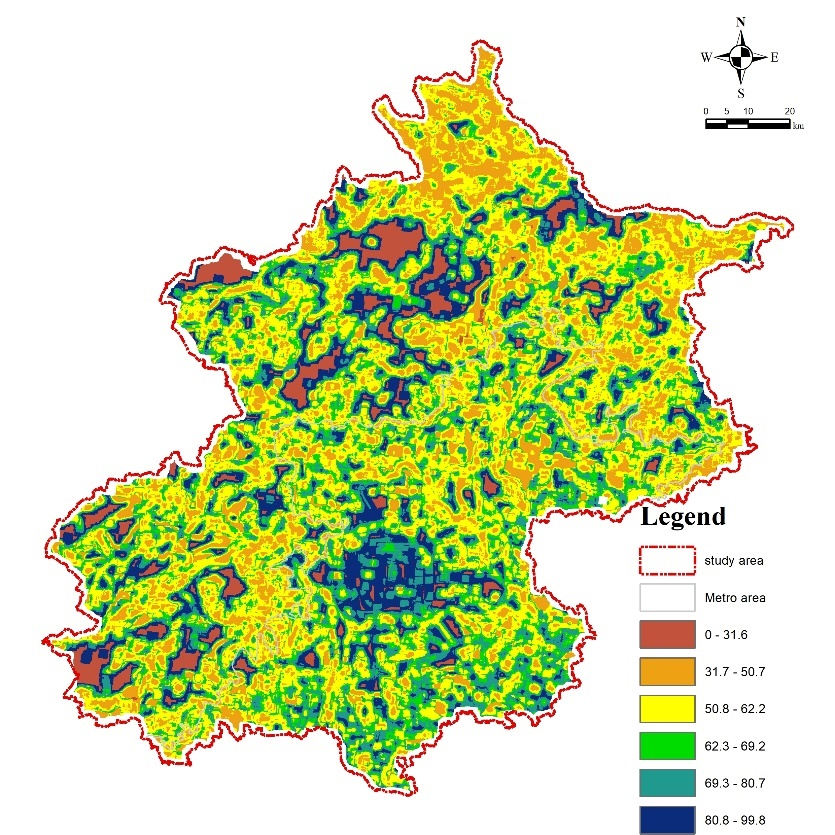 N
W E
S
0 5 10 20
km
Legend
study area
Metro area
0 - 31.6
31.7 - 50.7
50.8 - 62.2
62.3 - 69.2
69.3 - 80.7
80.8 - 99.8